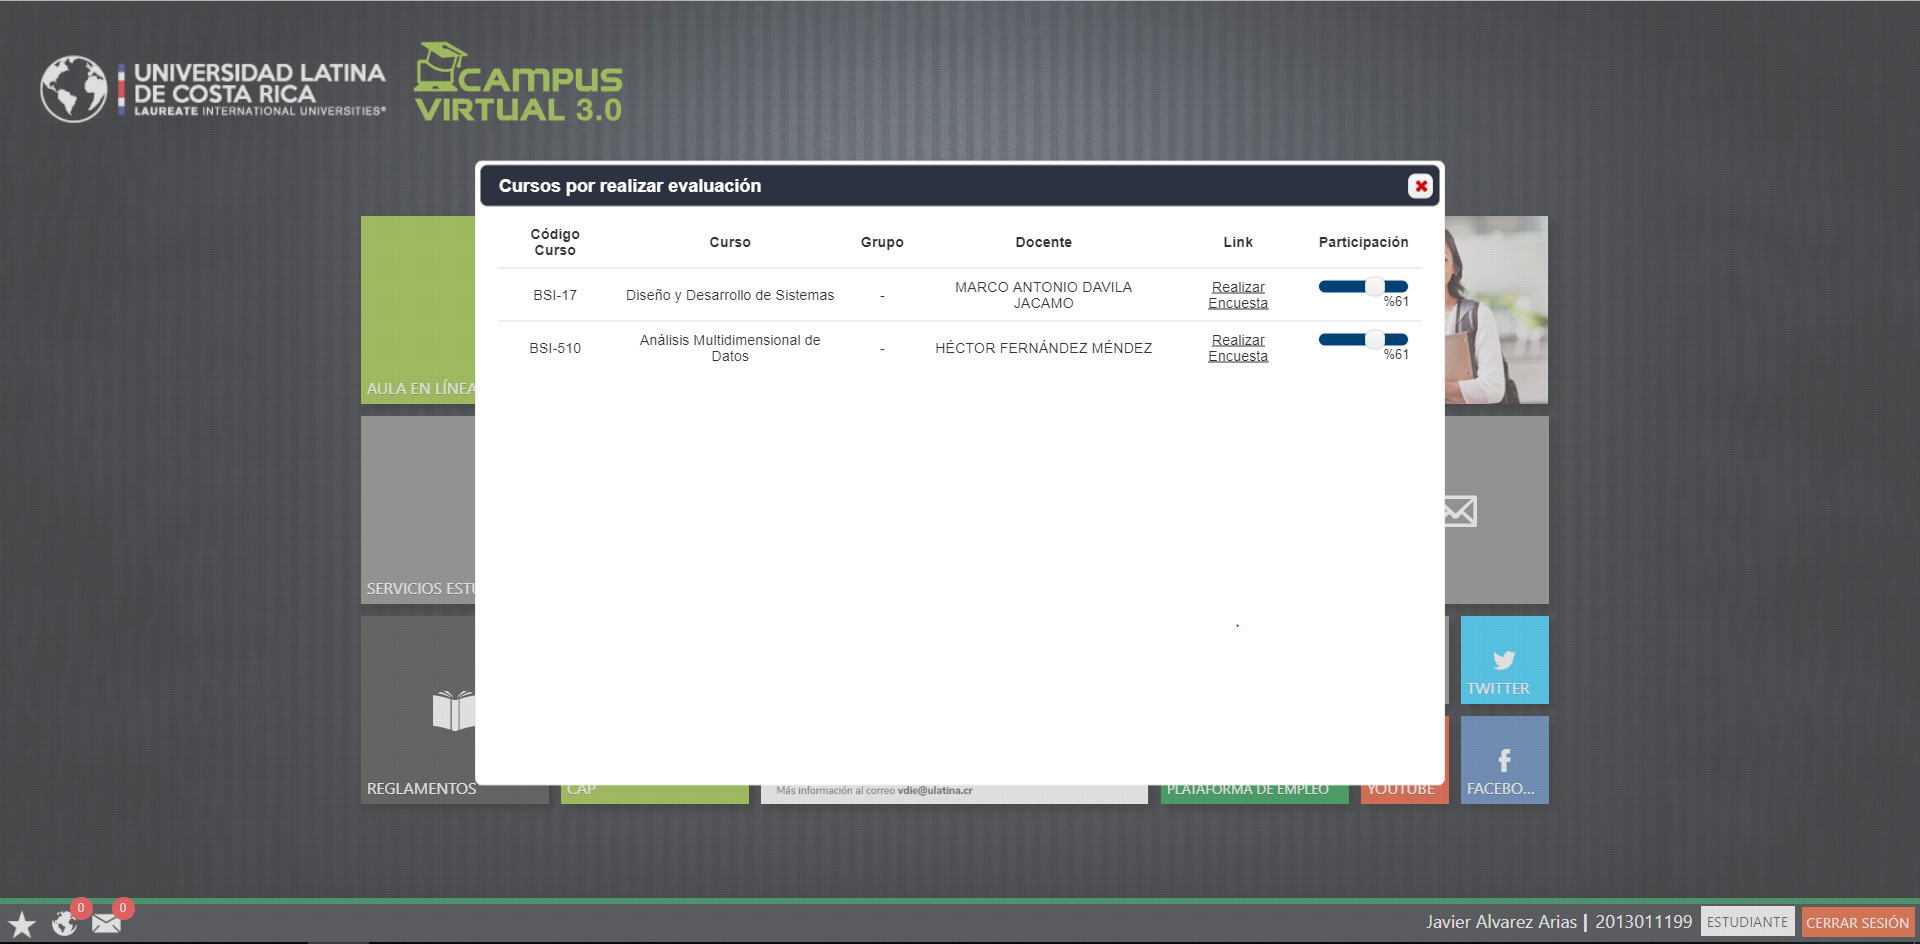 UNIVERSIDAD LATINA
DE COSTA RICA
LAUREATE INTERNATIONAL UNIVERSITIES®
CAMPUS
VIRTUAL 3.0
Cursos por realizar evaluación
Código Curso
Curso
Grupo
Docente
Link
Participación
BSI-17
Diseño y Desarrollo de Sistemas
-
MARCO ANTONIO DAVILA
JACAMO
Realizar
Encuesta
%61
BSI-510
Análisis Multidimensional de
Datos
-
HÉCTOR FERNÁNDEZ MÉNDEZ
Realizar
Encuesta
%61
AULA EN LÍNEA
SERVICIOS ESTU
TWITTER
REGLAMENTOS
CAP
Más información al correo vdie@ulatina.cr
PLATAFORMA DE EMPLEO
YOUTUBE
FACEBO...
0
0
Javier Alvarez Arias | 2013011199
ESTUDIANTE
CERRAR SESIÓN